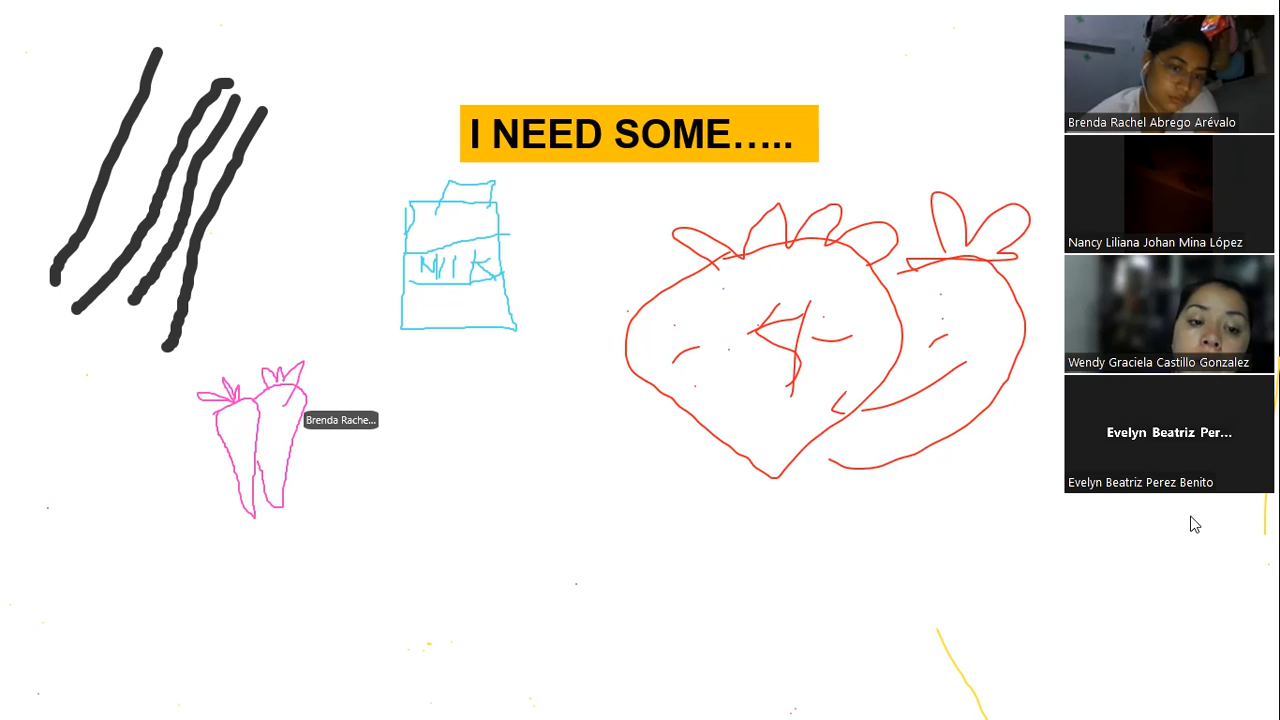 I NEED SOME.....
MILK
Brenda Rachel Abrego Arévalo
Nancy Liliana Johan Mina López
Wendy Graciela Castillo Gonzalez
Evelyn Beatriz Per...
Evelyn Beatriz Perez Benito
Brenda Rache...